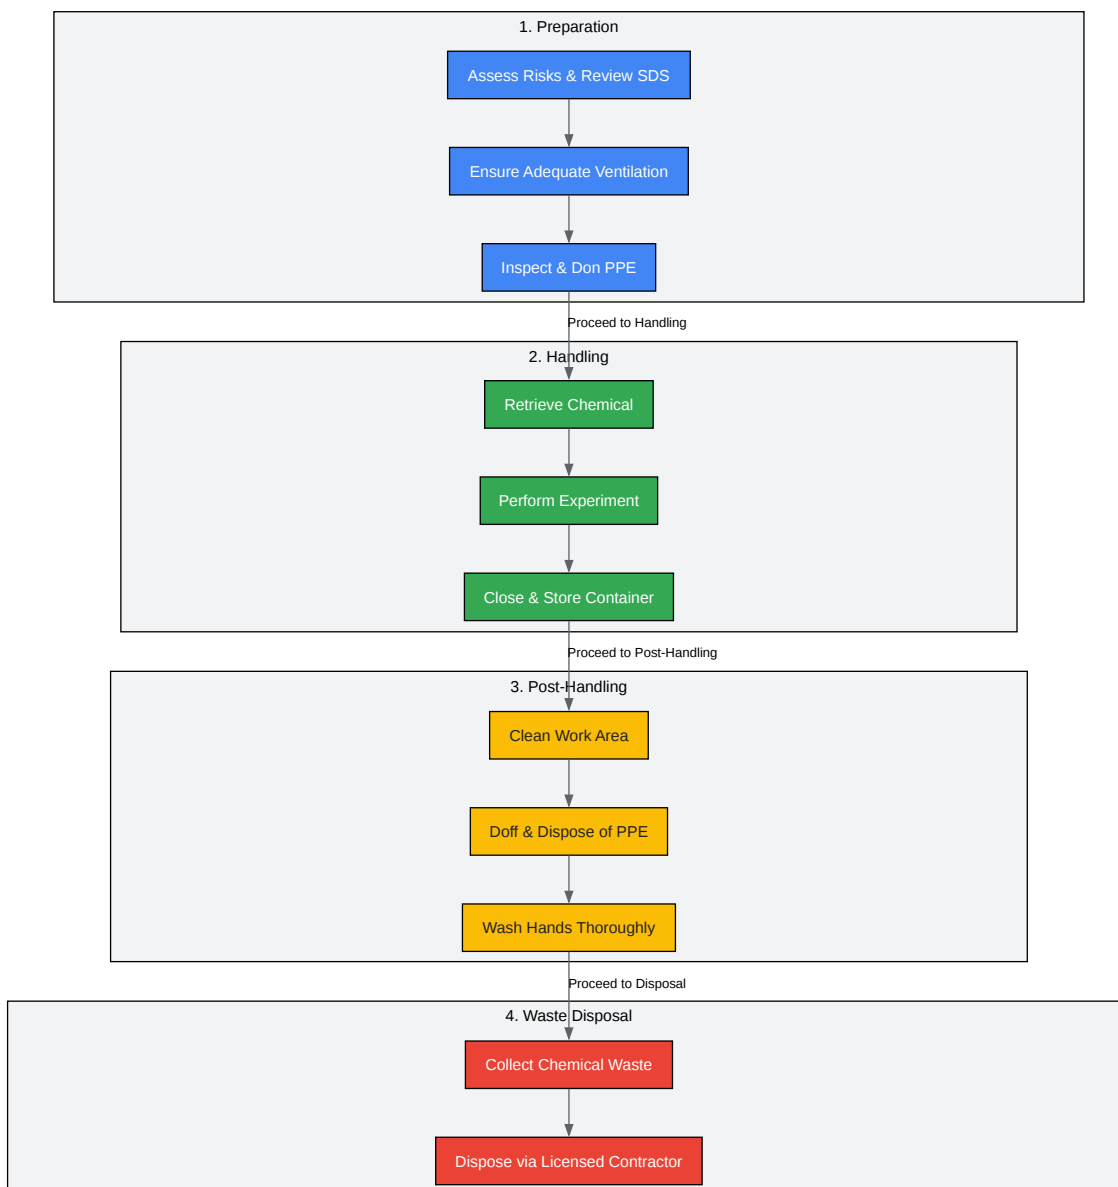 1. Preparation
Assess Risks & Review SDS
Ensure Adequate Ventilation
Inspect & Don PPE
Proceed to Handling
2. Handling
Retrieve Chemical
Perform Experiment
Close & Store Container
Proceed to Post-Handling
3. Post-Handling
Clean Work Area
Doff & Dispose of PPE
Wash Hands Thoroughly
Proceed to Disposal
4. Waste Disposal
Collect Chemical Waste
Dispose via Licensed Contractor